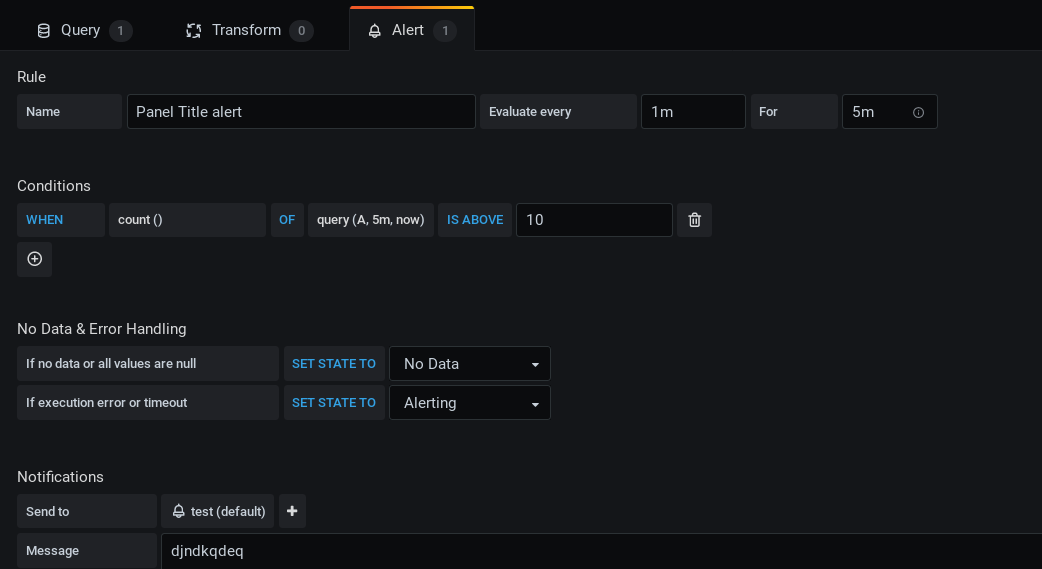 Query 1 Transform 0 Alert 1
Rule
Name Panel Title alert Evaluate every 1m For 5m
Conditions
WHEN count () OF query (A, 5m, now) IS ABOVE 10
No Data & Error Handling
If no data or all values are null SET STATE TO No Data
If execution error or timeout SET STATE TO Alerting
Notifications
Send to test (default)
Message djndkqdeq